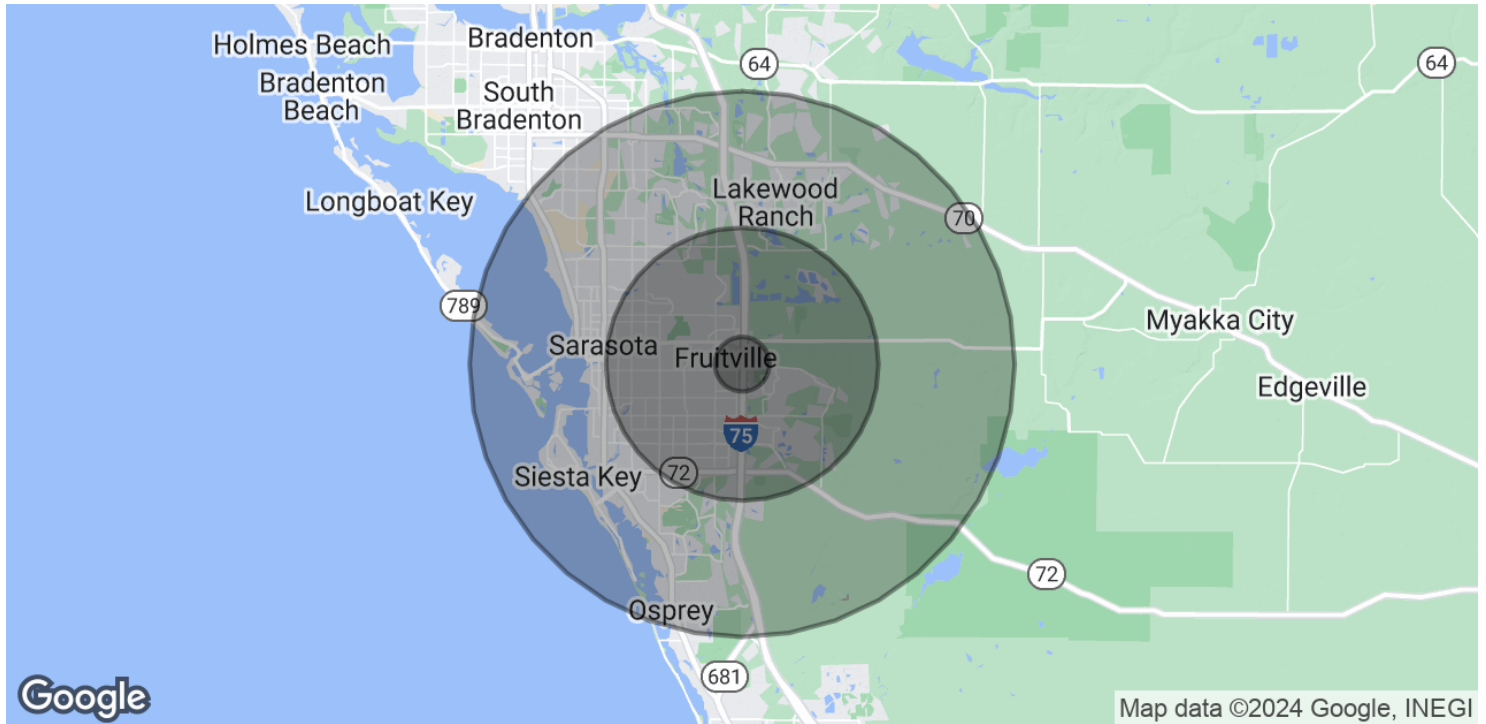 Holmes Beach
Bradenton
64
64
Bradenton
Beach
South
Bradenton
Lakewood
Ranch
Longboat Key
70
789
Myakka City
Sarasota
Fruitville
Edgeville
75
Siesta Key
72
72
Osprey
681
Google
Map data ©2024 Google, INEGI